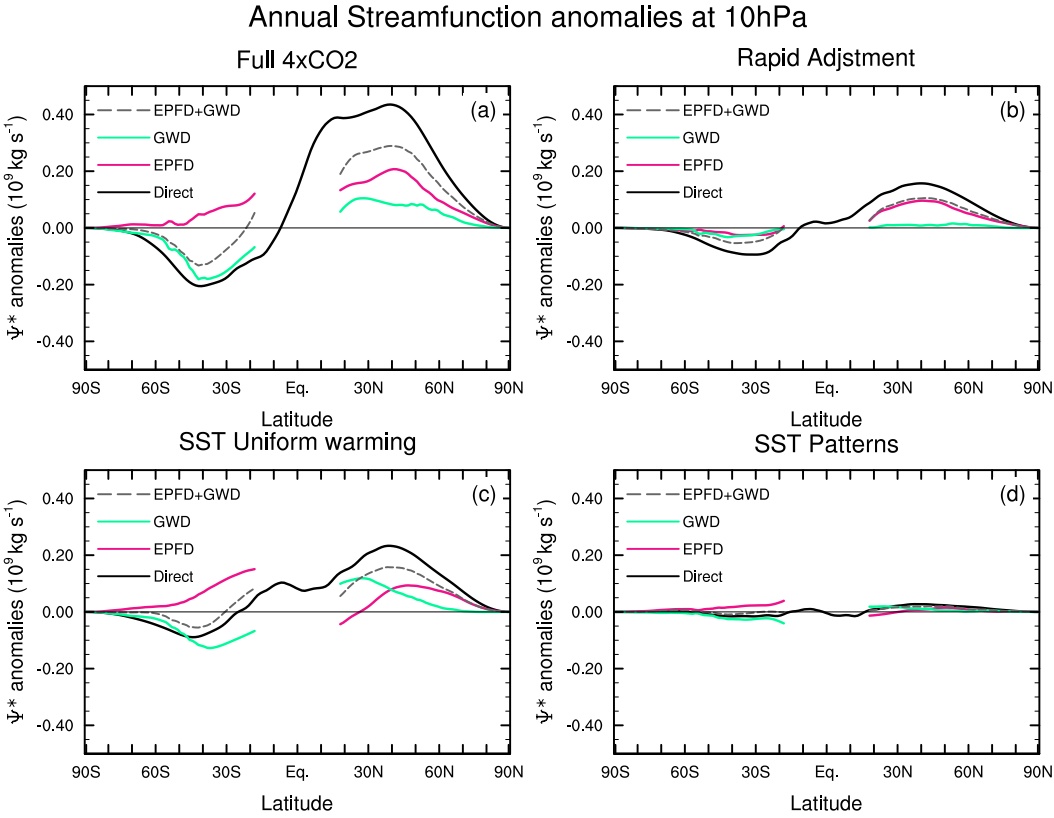 Annual Streamfunction anomalies at 10hPa
Full 4xCO2
(a)
EPFD+GWD
GWD
EPFD
Direct
Ψ* anomalies (10⁹ kg s⁻¹)
0.40
0.20
0.00
-0.20
-0.40
90S 60S 30S Eq. 30N 60N 90N
Latitude
Rapid Adjstment
(b)
EPFD+GWD
GWD
EPFD
Direct
Ψ* anomalies (10⁹ kg s⁻¹)
0.40
0.20
0.00
-0.20
-0.40
90S 60S 30S Eq. 30N 60N 90N
Latitude
SST Uniform warming
(c)
EPFD+GWD
GWD
EPFD
Direct
Ψ* anomalies (10⁹ kg s⁻¹)
0.40
0.20
0.00
-0.20
-0.40
90S 60S 30S Eq. 30N 60N 90N
Latitude
SST Patterns
(d)
EPFD+GWD
GWD
EPFD
Direct
Ψ* anomalies (10⁹ kg s⁻¹)
0.40
0.20
0.00
-0.20
-0.40
90S 60S 30S Eq. 30N 60N 90N
Latitude